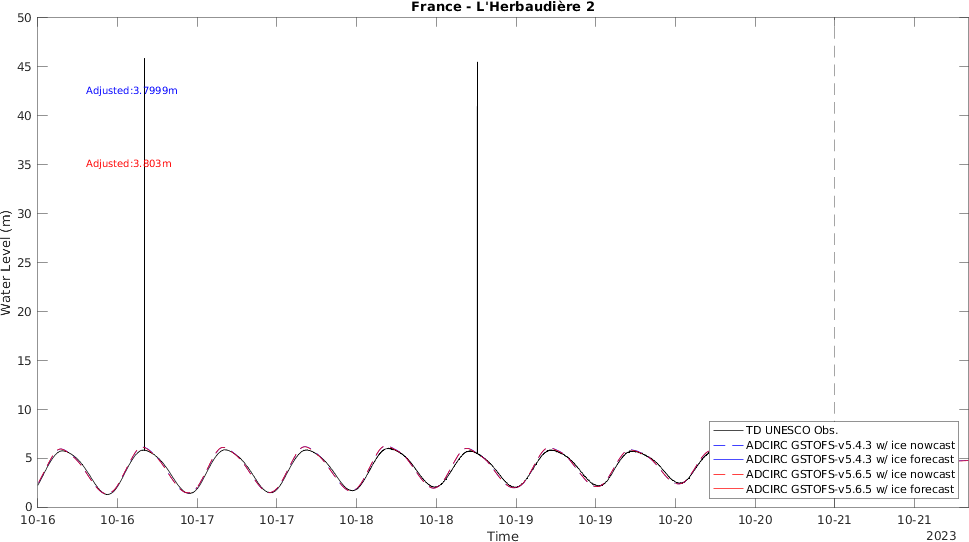 France - L'Herbaudière 2
50
45
40
35
30
25
20
15
10
5
0
Water Level (m)
Adjusted:3.7999m
Adjusted:3.803m
TD UNESCO Obs.
ADCIRC GSTOFS-v5.4.3 w/ ice nowcast
ADCIRC GSTOFS-v5.4.3 w/ ice forecast
ADCIRC GSTOFS-v5.6.5 w/ ice nowcast
ADCIRC GSTOFS-v5.6.5 w/ ice forecast
10-16 10-16 10-17 10-17 10-18 10-18 10-19 10-19 10-20 10-20 10-21 10-21
Time
2023